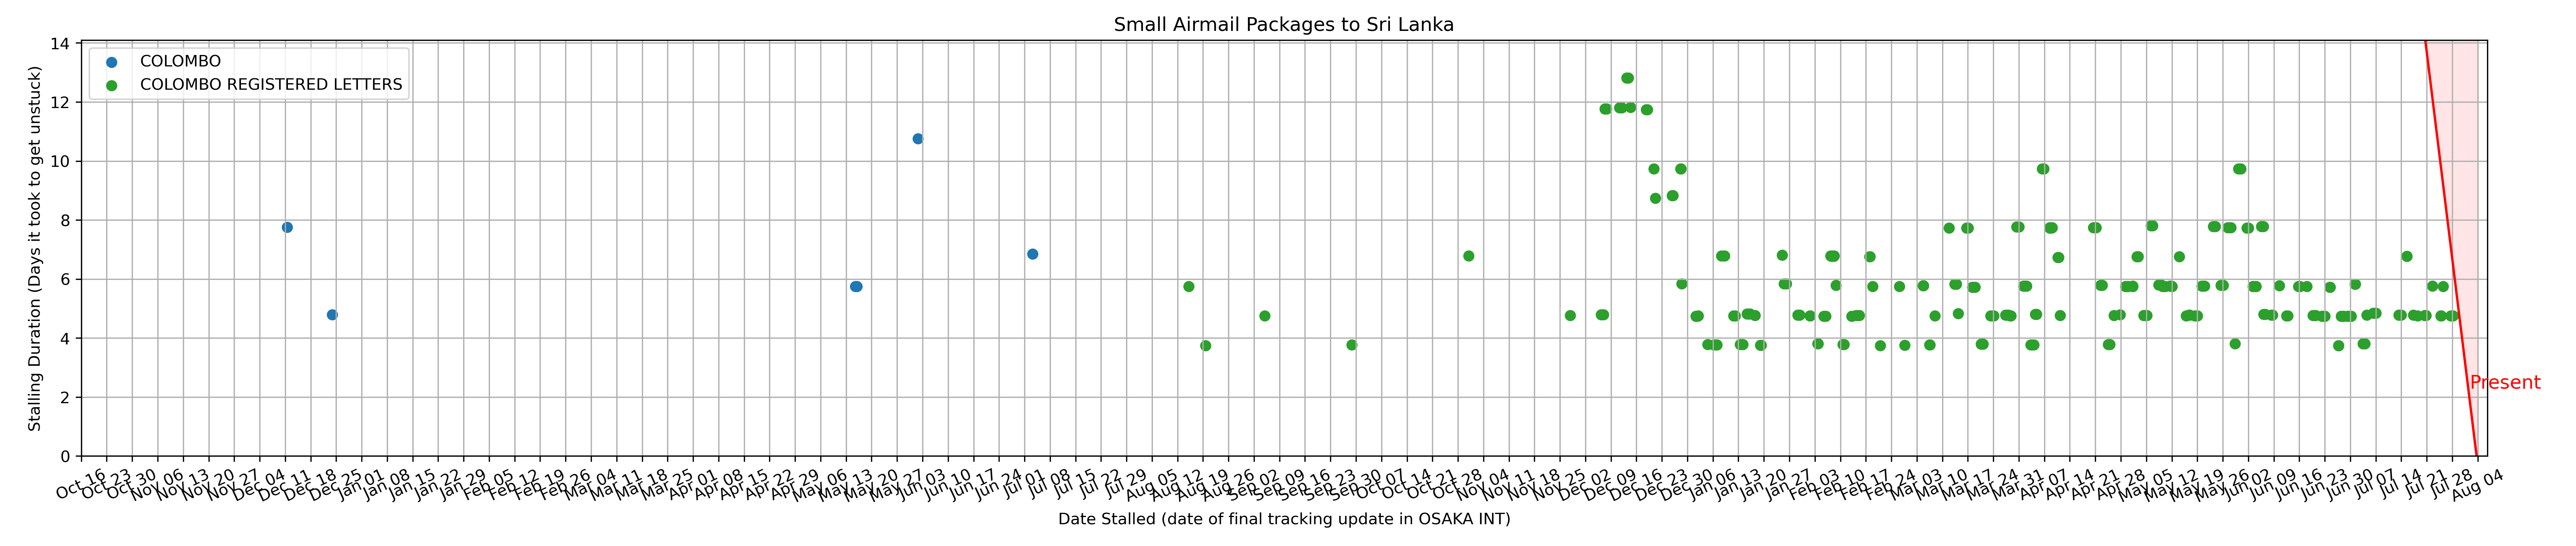 Small Airmail Packages to Sri Lanka
COLOMBO
COLOMBO REGISTERED LETTERS
Stalling Duration (Days it took to get unstuck)
14
12
10
8
6
4
2
0
Present
Oct 16
Oct 23
Oct 30
Nov 06
Nov 13
Nov 20
Nov 27
Dec 04
Dec 11
Dec 18
Dec 25
Jan 01
Jan 08
Jan 15
Jan 22
Jan 29
Feb 05
Feb 12
Feb 19
Feb 26
Mar 04
Mar 11
Mar 18
Mar 25
Apr 01
Apr 08
Apr 15
Apr 22
Apr 29
May 06
May 13
May 20
May 27
Jun 03
Jun 10
Jun 17
Jun 24
Jul 01
Jul 08
Jul 15
Jul 22
Jul 29
Aug 05
Aug 12
Aug 19
Aug 26
Sep 02
Sep 09
Sep 16
Sep 23
Sep 30
Oct 07
Oct 14
Oct 21
Oct 28
Nov 04
Nov 11
Nov 18
Nov 25
Dec 02
Dec 09
Dec 16
Dec 23
Dec 30
Jan 06
Jan 13
Jan 20
Jan 27
Feb 03
Feb 10
Feb 17
Feb 24
Mar 03
Mar 10
Mar 17
Mar 24
Mar 31
Apr 07
Apr 14
Apr 21
Apr 28
May 05
May 12
May 19
May 26
Jun 02
Jun 09
Jun 16
Jun 23
Jun 30
Jul 07
Jul 14
Jul 21
Jul 28
Aug 04
Date Stalled (date of final tracking update in OSAKA INT)